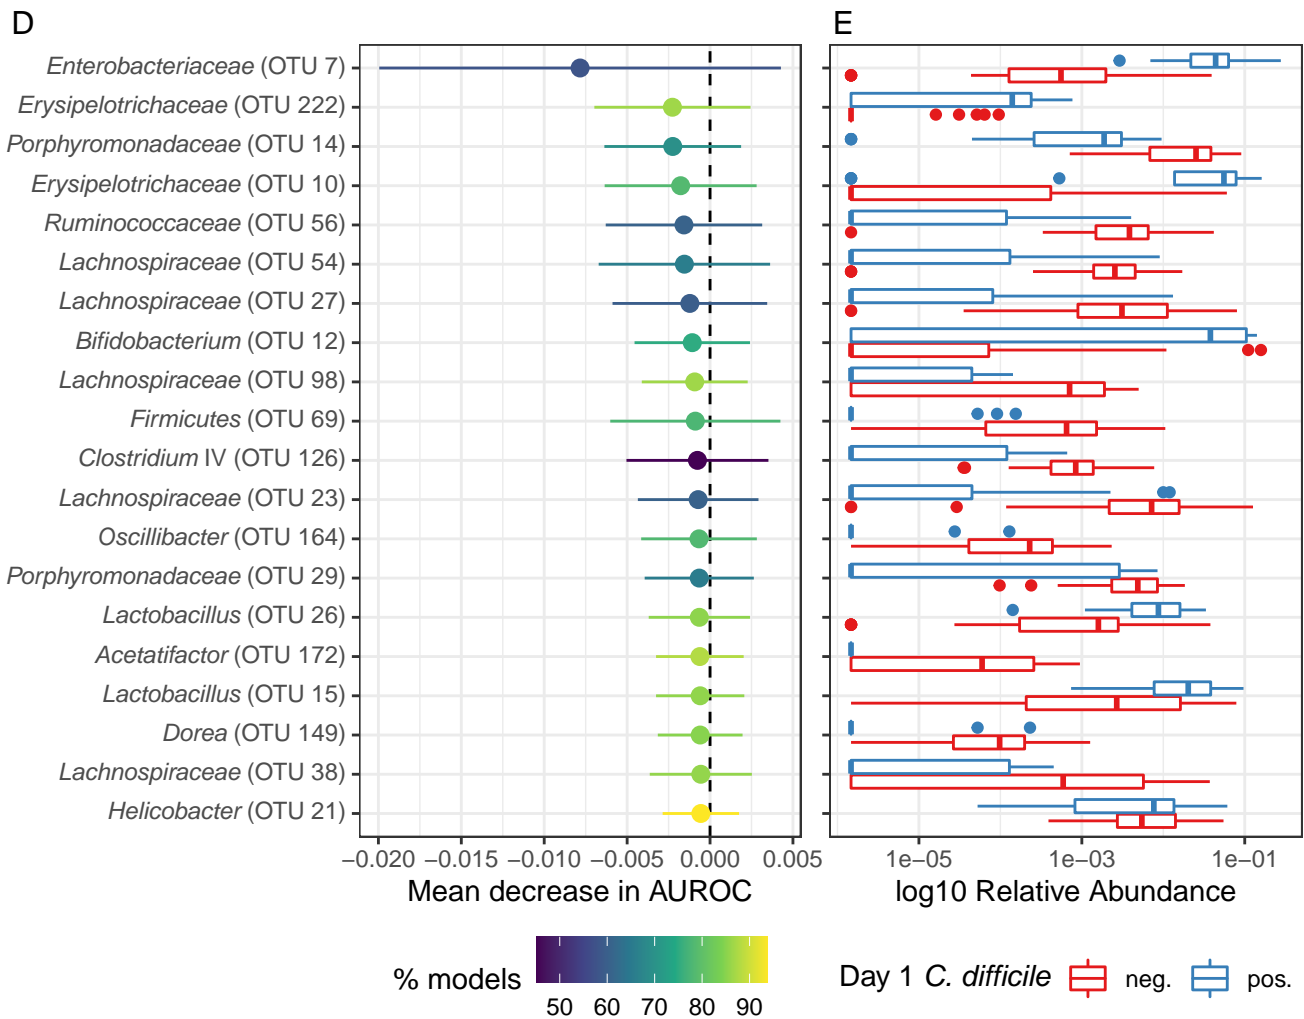 D
E
Enterobacteriaceae (OTU 7)
Erysipelotrichaceae (OTU 222)
Porphyromonadaceae (OTU 14)
Erysipelotrichaceae (OTU 10)
Ruminococcaceae (OTU 56)
Lachnospiraceae (OTU 54)
Lachnospiraceae (OTU 27)
Bifidobacterium (OTU 12)
Lachnospiraceae (OTU 98)
Firmicutes (OTU 69)
Clostridium IV (OTU 126)
Lachnospiraceae (OTU 23)
Oscillibacter (OTU 164)
Porphyromonadaceae (OTU 29)
Lactobacillus (OTU 26)
Acetatifactor (OTU 172)
Lactobacillus (OTU 15)
Dorea (OTU 149)
Lachnospiraceae (OTU 38)
Helicobacter (OTU 21)
−0.020 −0.015 −0.010 −0.005 0.000 0.005
Mean decrease in AUROC
1e−05 1e−03 1e−01
log10 Relative Abundance
% models
50 60 70 80 90
Day 1 C. difficile neg. pos.